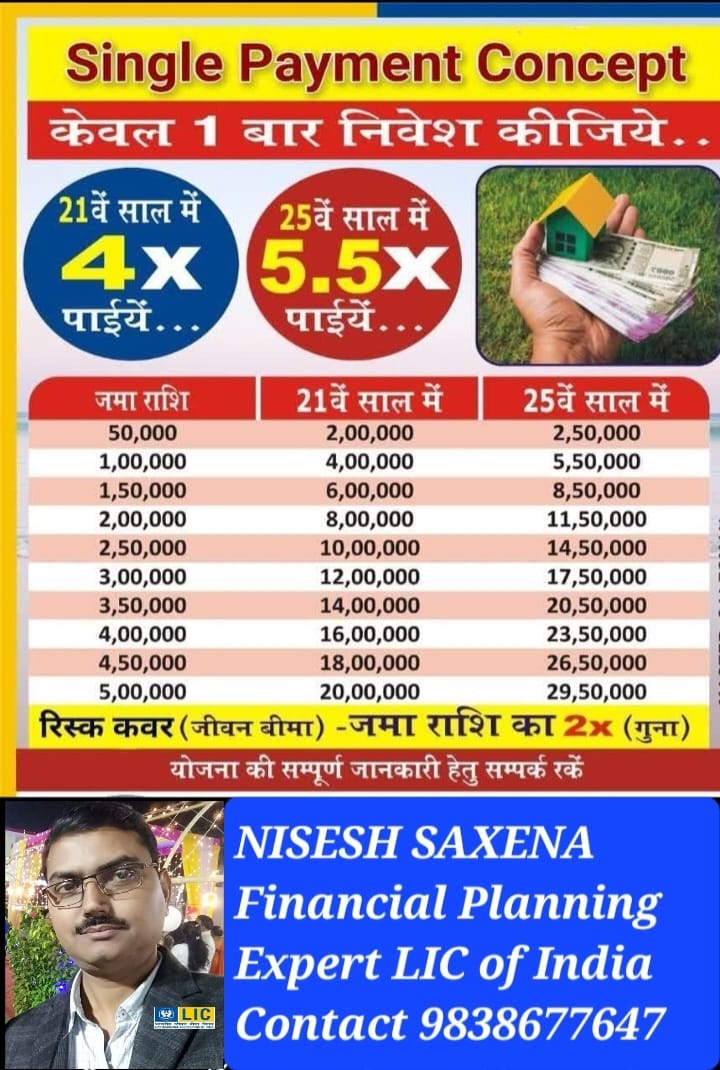 Single Payment Concept
केवल 1 बार निवेश कीजिये..
21वें साल में
4x
पाईयें...
25वें साल में
5.5x
पाईयें...
जमा राशि 21वें साल में 25वें साल में
50,000 2,00,000 2,50,000
1,00,000 4,00,000 5,50,000
1,50,000 6,00,000 8,50,000
2,00,000 8,00,000 11,50,000
2,50,000 10,00,000 14,50,000
3,00,000 12,00,000 17,50,000
3,50,000 14,00,000 20,50,000
4,00,000 16,00,000 23,50,000
4,50,000 18,00,000 26,50,000
5,00,000 20,00,000 29,50,000
रिस्क कवर (जीवन बीमा) -जमा राशि का 2x (गुना)
योजना की सम्पूर्ण जानकारी हेतु सम्पर्क रकें
NISESH SAXENA
Financial Planning
Expert LIC of India
Contact 9838677647
LIC